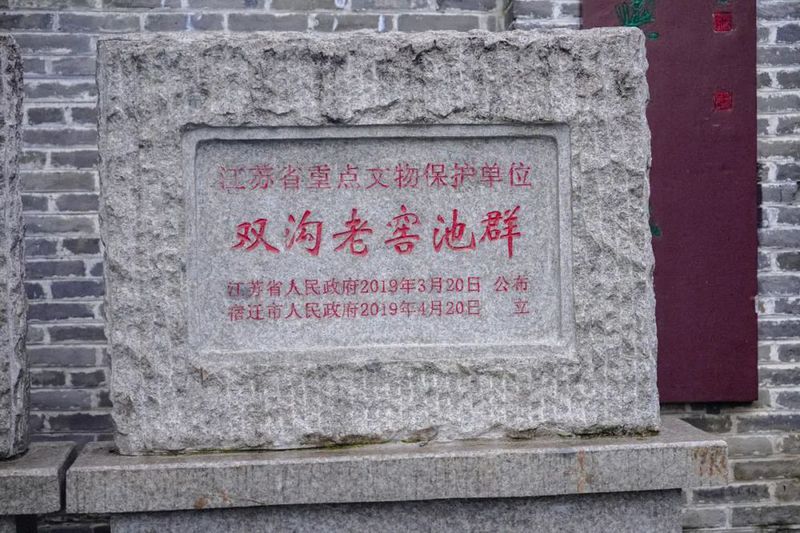 江苏省重点文物保护单位
双沟老窖池群
江苏省人民政府2019年3月20日 公布
宿迁市人民政府2019年4月20日 立